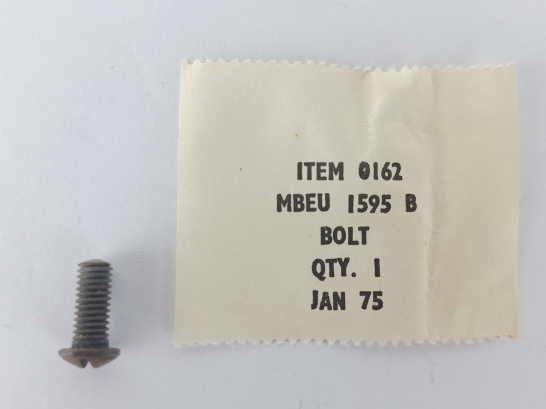 ITEM 0162
MBEU 1595 B
BOLT
QTY. 1
JAN 75